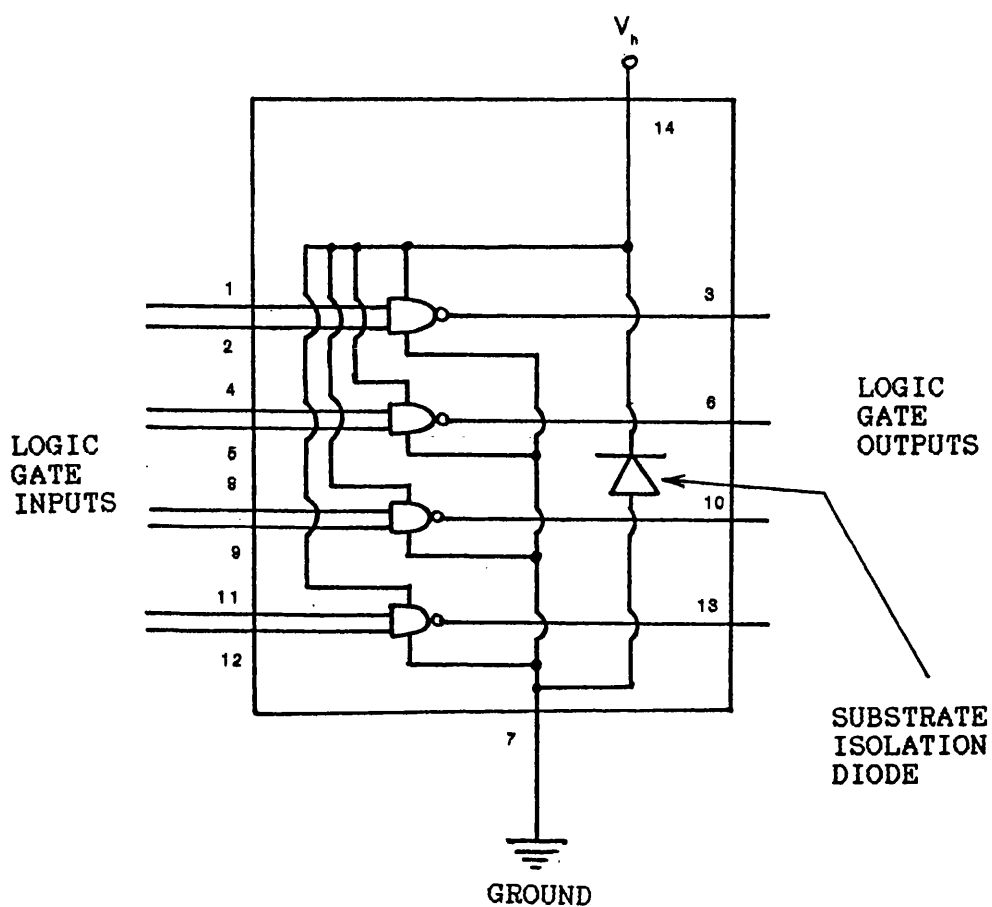 Vh
14
1
3
2
4
6
LOGIC
GATE
OUTPUTS
LOGIC
GATE
INPUTS
5
8
10
9
11
13
12
SUBSTRATE
ISOLATION
DIODE
7
GROUND